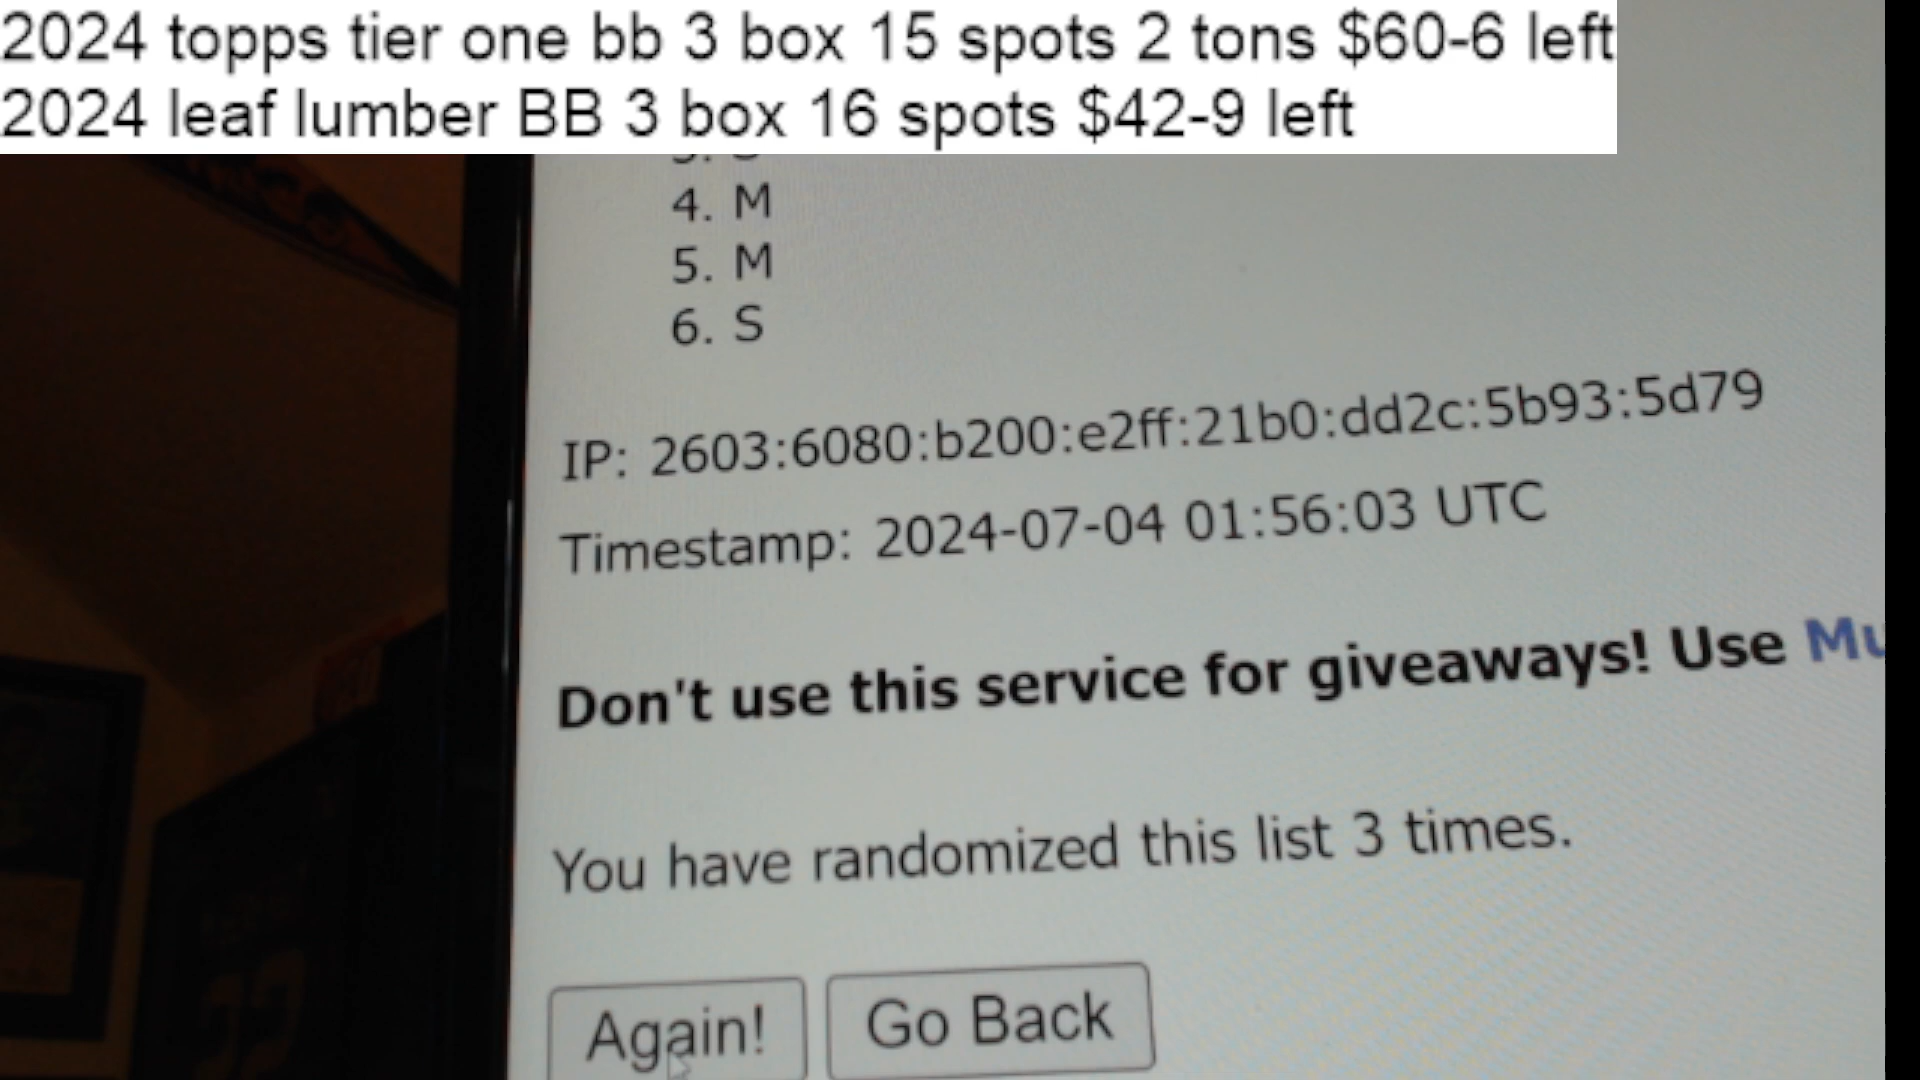 2024 topps tier one bb 3 box 15 spots 2 tons $60-6 left
2024 leaf lumber BB 3 box 16 spots $42-9 left
4. M
5. M
6. S
IP: 2603:6080:b200:e2ff:21b0:dd2c:5b93:5d79
Timestamp: 2024-07-04 01:56:03 UTC
Don't use this service for giveaways! Use
You have randomized this list 3 times.
Again! Go Back